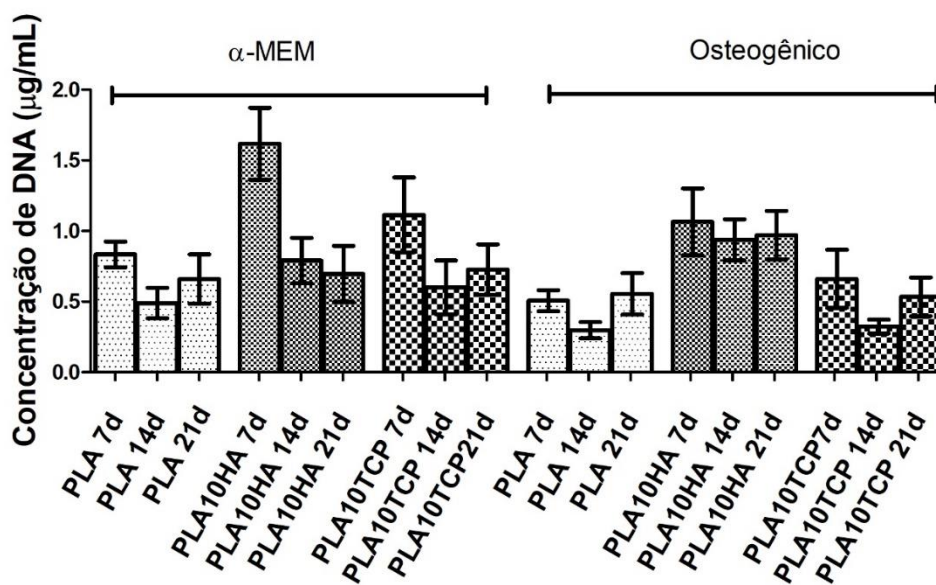 α-MEM
Osteogênico
Concentração de DNA (μg/mL)
2.0
1.5
1.0
0.5
0.0
PLA 7d
PLA 14d
PLA 21d
PLA10HA 7d
PLA10HA 14d
PLA10HA 21d
PLA10TCP 7d
PLA10TCP 14d
PLA10TCP21d
PLA 7d
PLA 14d
PLA 21d
PLA10HA 7d
PLA10HA 14d
PLA10HA 21d
PLA10TCP7d
PLA10TCP 14d
PLA10TCP 21d